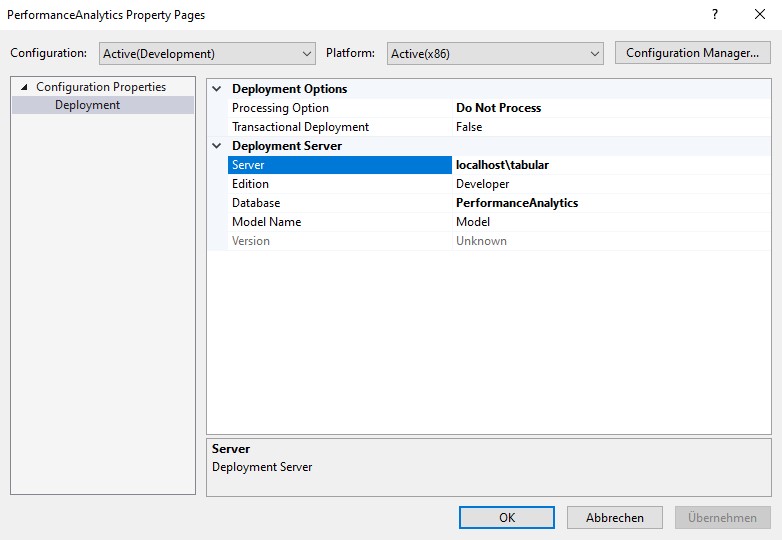 PerformanceAnalytics Property Pages
?
Configuration: Active(Development) Platform: Active(x86) Configuration Manager...
Configuration Properties
Deployment
Deployment Options
Processing Option Do Not Process
Transactional Deployment False
Deployment Server
Server localhost\tabular
Edition Developer
Database PerformanceAnalytics
Model Name Model
Version Unknown
Server
Deployment Server
OK Abbrechen Übernehmen